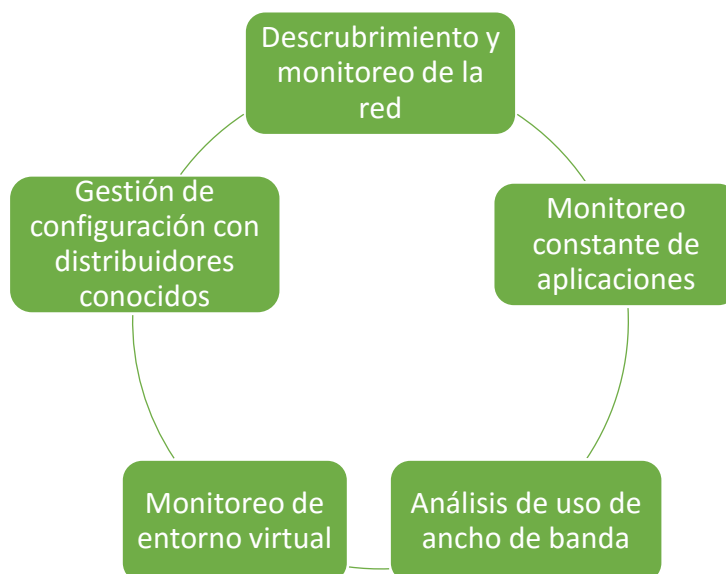 Descrubrimiento y
monitoreo de la
red
Monitoreo
constante de
aplicaciones
Análisis de uso de
ancho de banda
Monitoreo de
entorno virtual
Gestión de
configuración con
distribuidores
conocidos